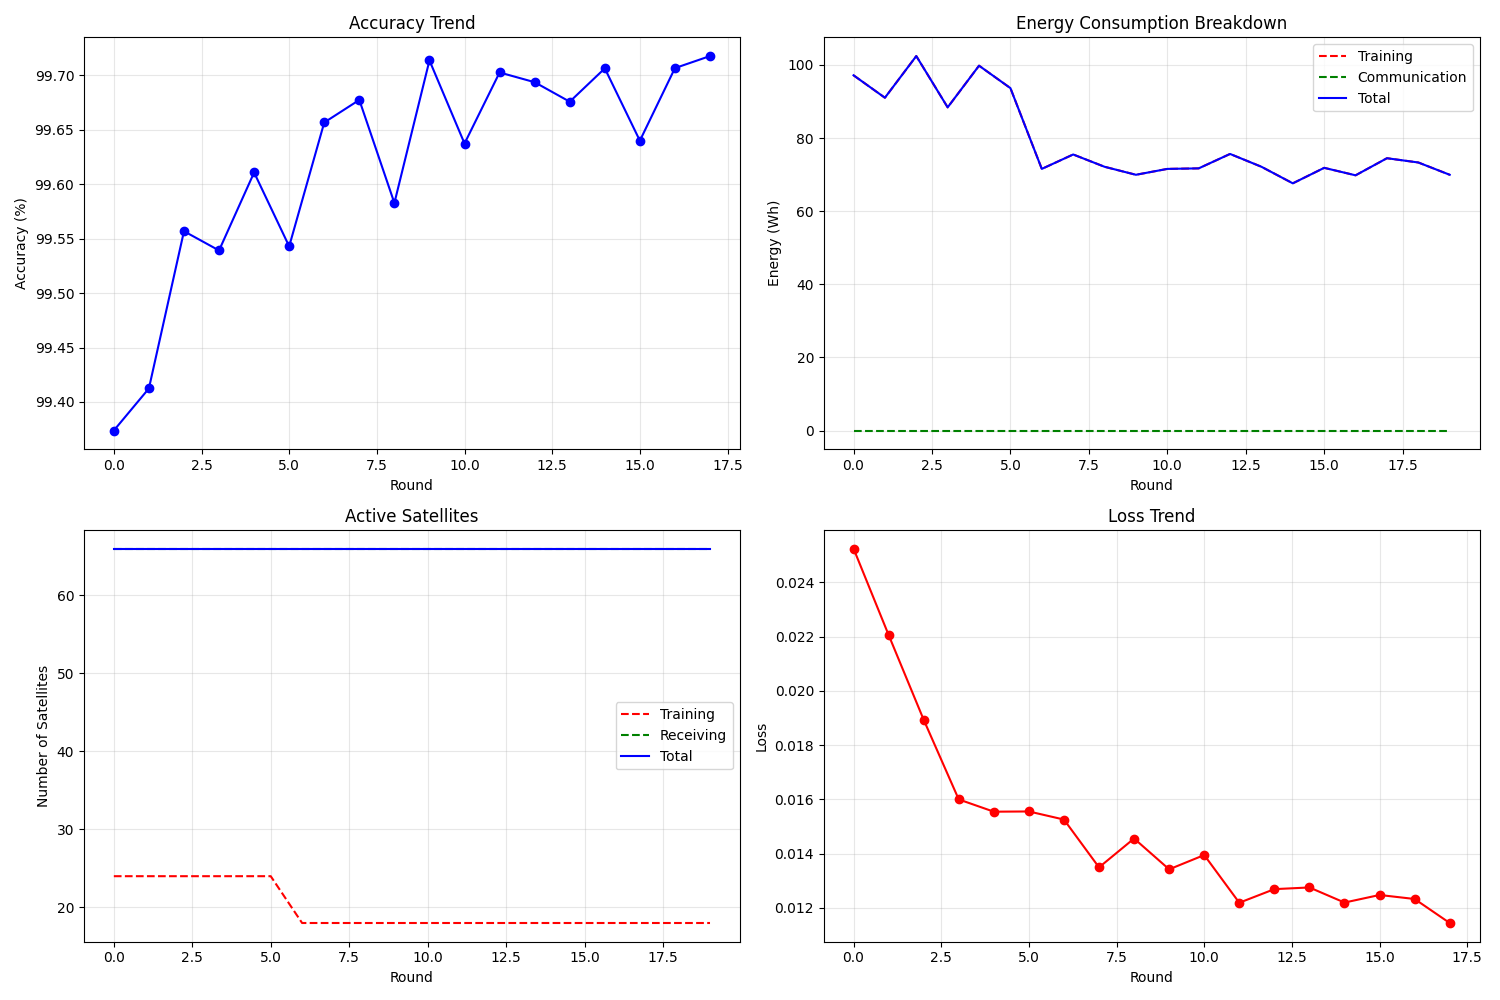 Accuracy Trend
Accuracy (%)
99.70
99.65
99.60
99.55
99.50
99.45
99.40
0.0 2.5 5.0 7.5 10.0 12.5 15.0 17.5
Round
Energy Consumption Breakdown
Energy (Wh)
100
80
60
40
20
0
Training
Communication
Total
0.0 2.5 5.0 7.5 10.0 12.5 15.0 17.5
Round
Active Satellites
Number of Satellites
60
50
40
30
20
Training
Receiving
Total
0.0 2.5 5.0 7.5 10.0 12.5 15.0 17.5
Round
Loss Trend
Loss
0.024
0.022
0.020
0.018
0.016
0.014
0.012
0.0 2.5 5.0 7.5 10.0 12.5 15.0 17.5
Round